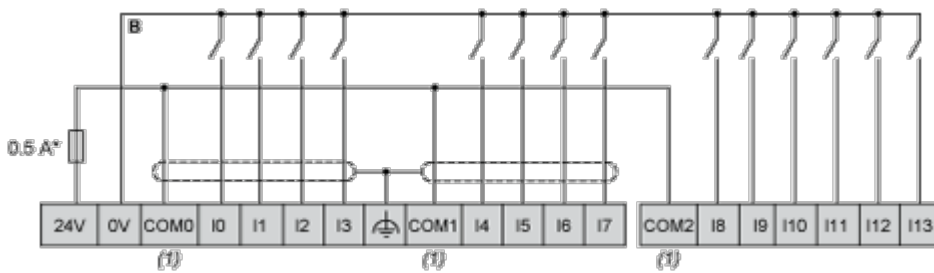 B
0.5 A*
24V 0V COM0 I0 I1 I2 I3 COM1 I4 I5 I6 I7 COM2 I8 I9 I10 I11 I12 I13
(1) (1) (1)